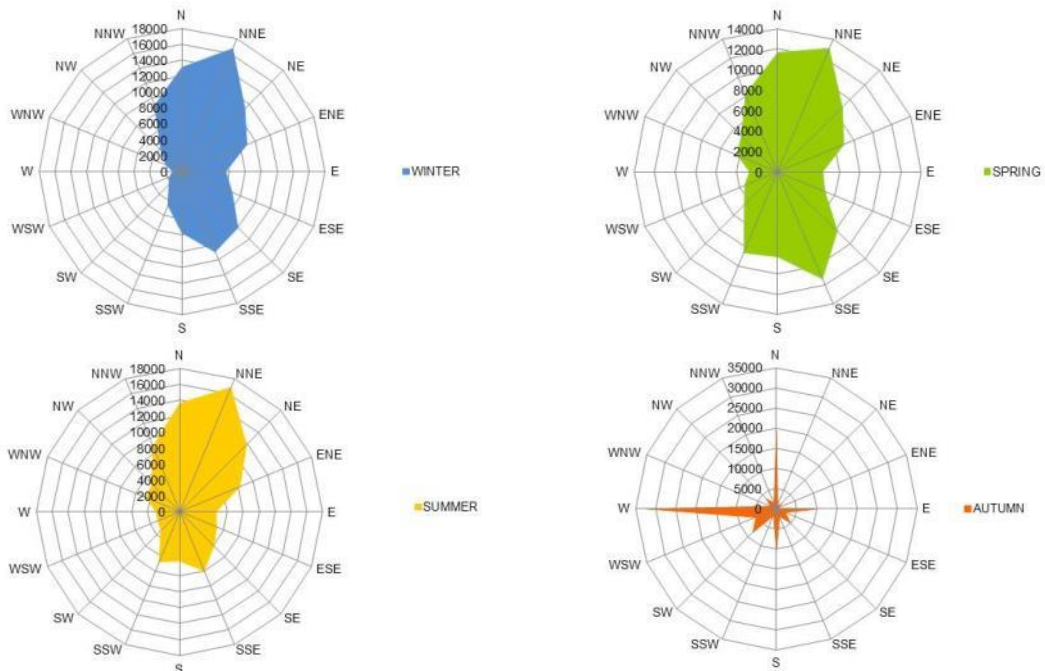 N
NNE
NE
ENE
E
ESE
SE
SSE
S
SSW
SW
WSW
W
WNW
NW
NNW
18000
16000
14000
12000
10000
8000
6000
4000
2000
0
WINTER
N
NNE
NE
ENE
E
ESE
SE
SSE
S
SSW
SW
WSW
W
WNW
NW
NNW
14000
12000
10000
8000
6000
4000
2000
0
SPRING
N
NNE
NE
ENE
E
ESE
SE
SSE
S
SSW
SW
WSW
W
WNW
NW
NNW
18000
16000
14000
12000
10000
8000
6000
4000
2000
0
SUMMER
N
NNE
NE
ENE
E
ESE
SE
SSE
S
SSW
SW
WSW
W
WNW
NW
NNW
35000
30000
25000
20000
15000
10000
5000
0
AUTUMN